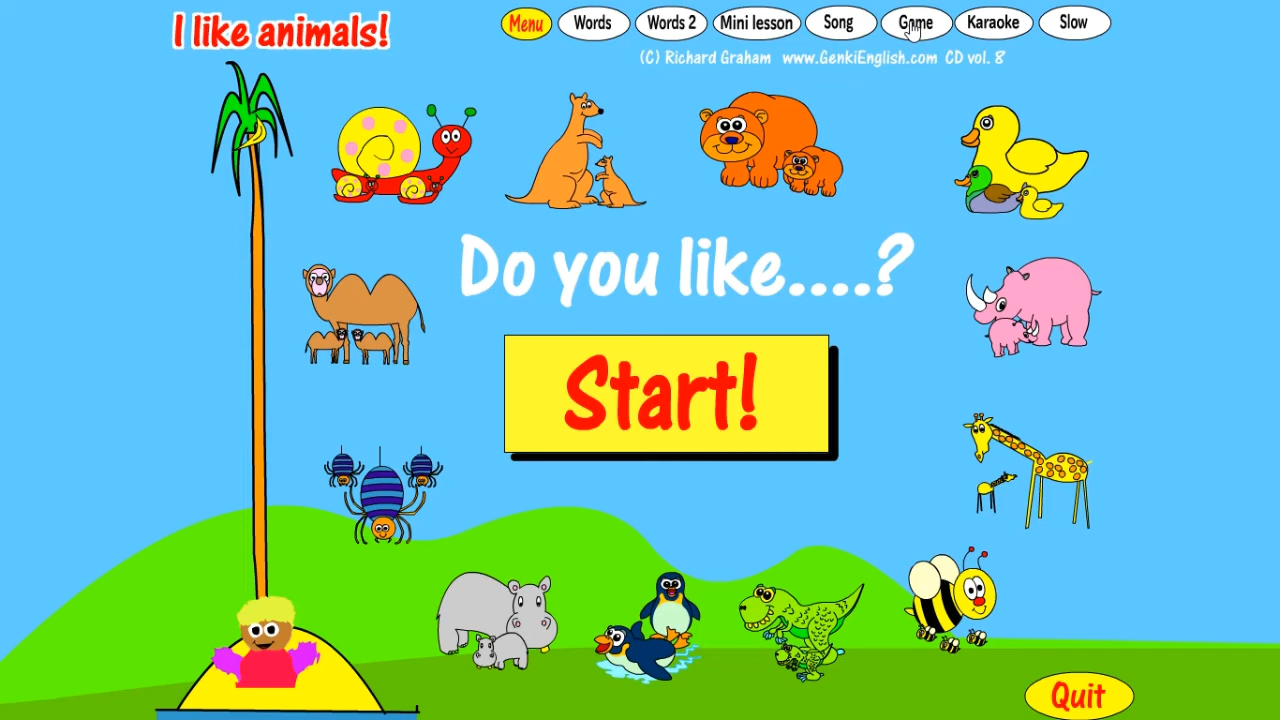 I like animals!
Menu Words Words 2 Mini lesson Song Game Karaoke Slow
(C) Richard Graham www.GenkiEnglish.com CD vol. 8
Do you like....?
Start!
Quit